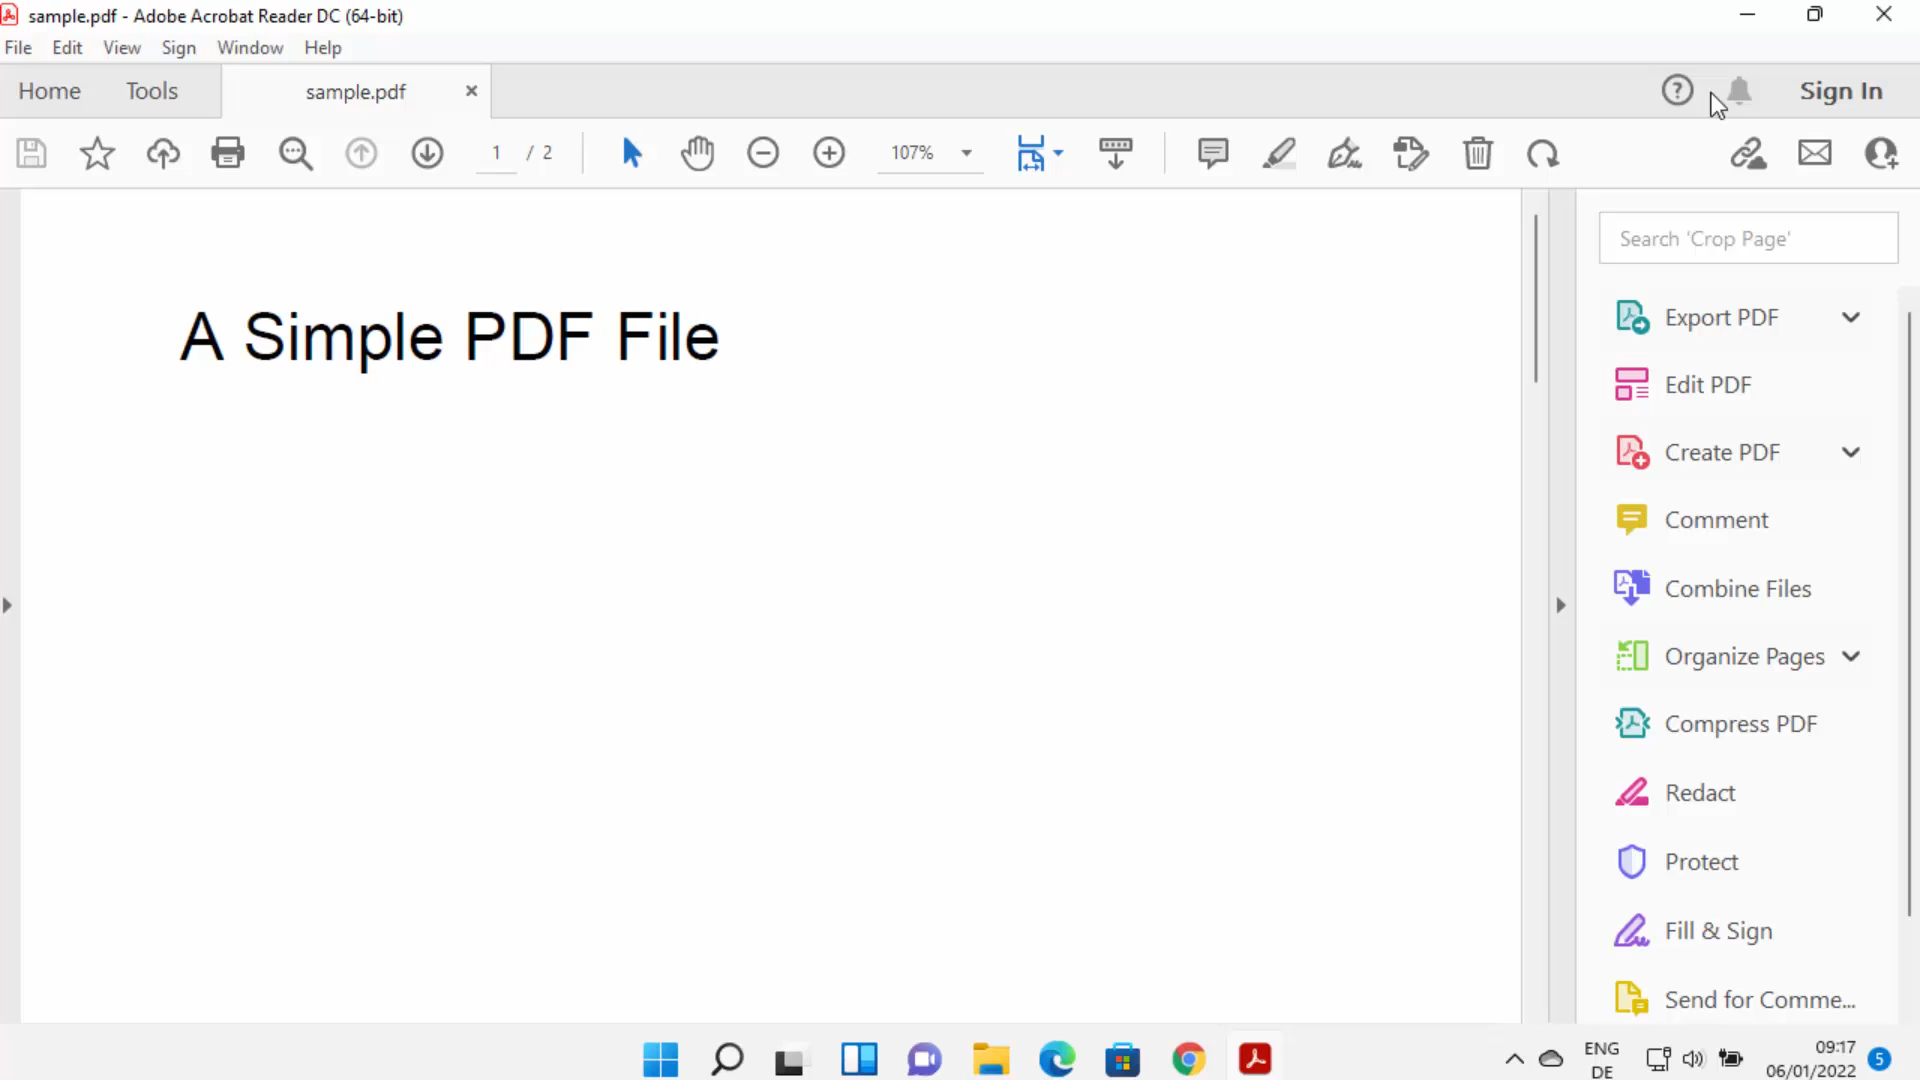 sample.pdf - Adobe Acrobat Reader DC (64-bit)
File Edit View Sign Window Help
Home Tools sample.pdf Sign In
1 / 2 107%
Search 'Crop Page'
A Simple PDF File
Export PDF
Edit PDF
Create PDF
Comment
Combine Files
Organize Pages
Compress PDF
Redact
Protect
Fill & Sign
Send for Comme...
ENG 09:17
DE 06/01/2022 5